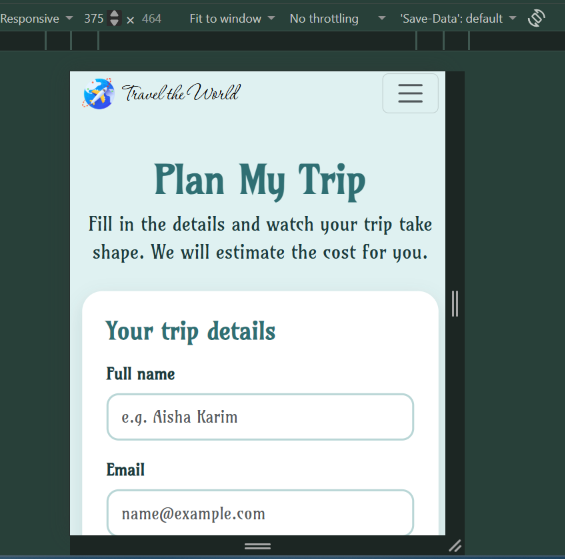 Responsive 375 × 464 Fit to window No throttling 'Save-Data': default
Travel the World
Plan My Trip
Fill in the details and watch your trip take
shape. We will estimate the cost for you.
Your trip details
Full name
e.g. Aisha Karim
Email
name@example.com